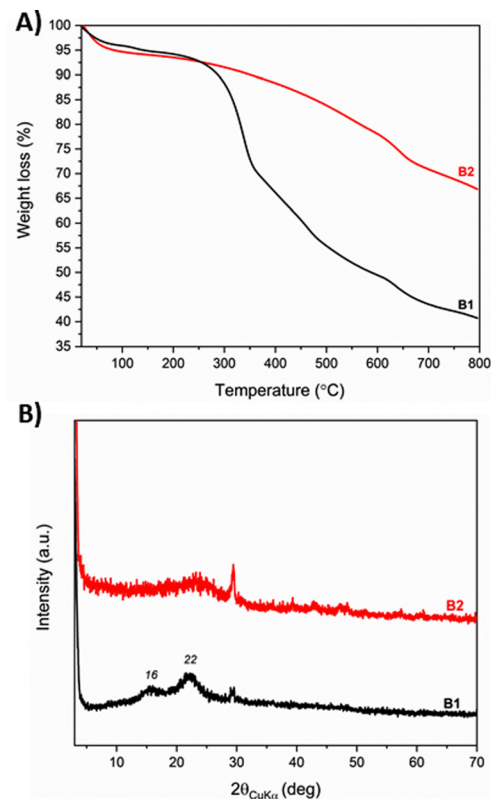 A)
100
95
90
85
80
75
70
65
60
55
50
45
40
35
Weight loss (%)
B2
B1
0 100 200 300 400 500 600 700 800
Temperature (°C)
B)
Intensity (a.u.)
B2
16 22
B1
10 20 30 40 50 60 70
2θCuKα (deg)